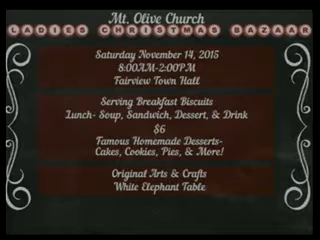 Mt. Olive Church
LADIES CHRISTMAS BAZAAR
Saturday November 14, 2015
8:00AM-2:00PM
Fairview Town Hall
Serving Breakfast Biscuits
Lunch- Soup, Sandwich, Dessert, & Drink
$6
Famous Homemade Desserts-
Cakes, Cookies, Pies, & More!
Original Arts & Crafts
White Elephant Table